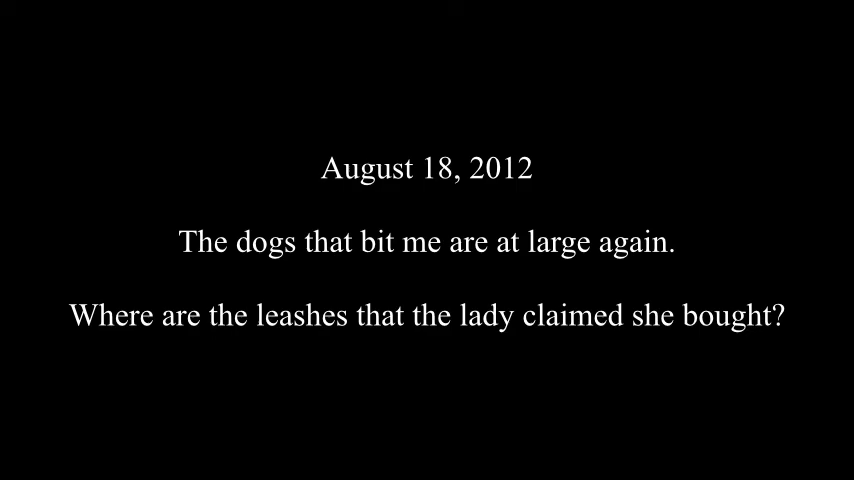 August 18, 2012
The dogs that bit me are at large again.
Where are the leashes that the lady claimed she bought?